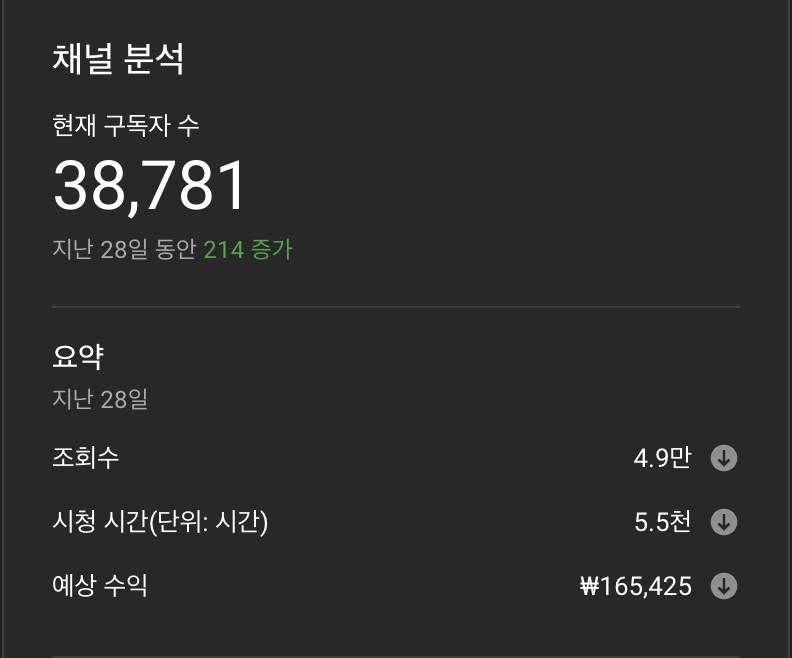 채널 분석
현재 구독자 수
38,781
지난 28일 동안 214 증가
요약
지난 28일
조회수 4.9만
시청 시간(단위: 시간) 5.5천
예상 수익 ₩165,425